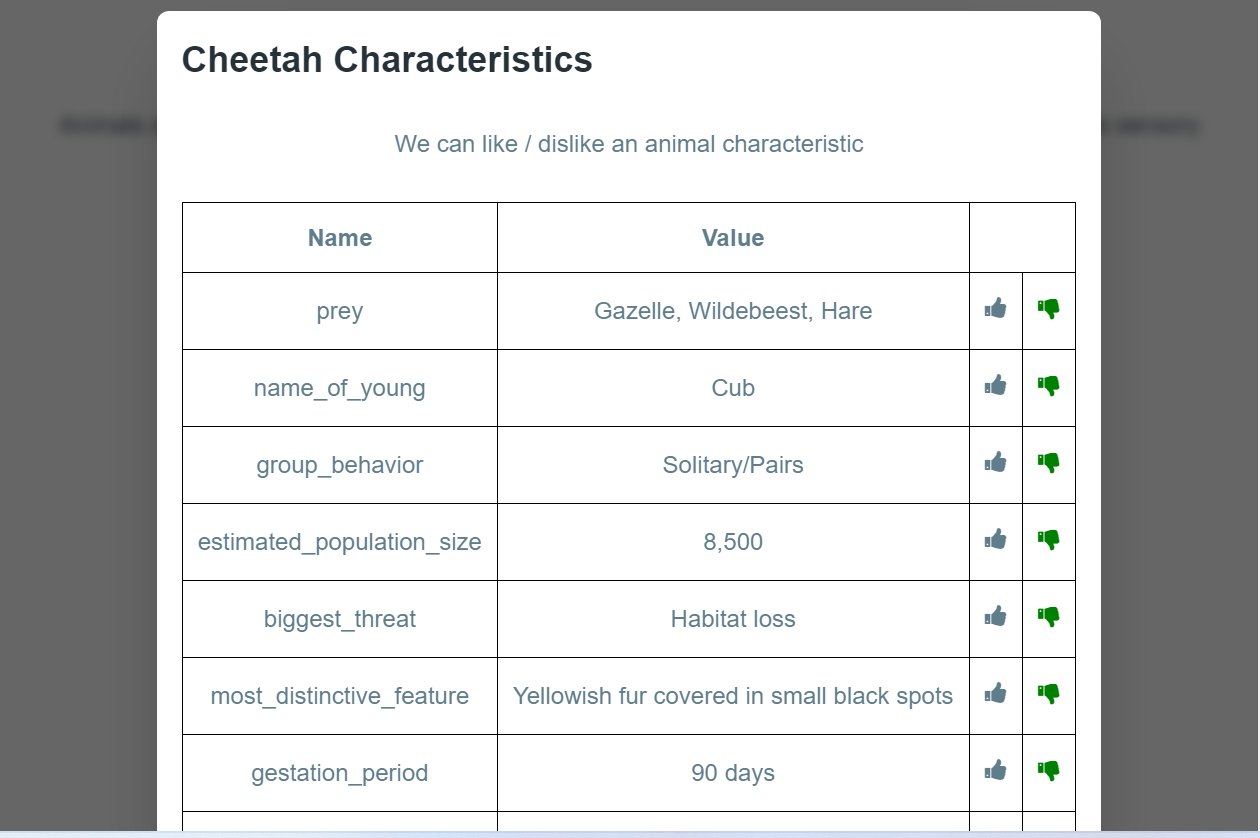 Cheetah Characteristics
We can like / dislike an animal characteristic
Name Value
prey Gazelle, Wildebeest, Hare
name_of_young Cub
group_behavior Solitary/Pairs
estimated_population_size 8,500
biggest_threat Habitat loss
most_distinctive_feature Yellowish fur covered in small black spots
gestation_period 90 days